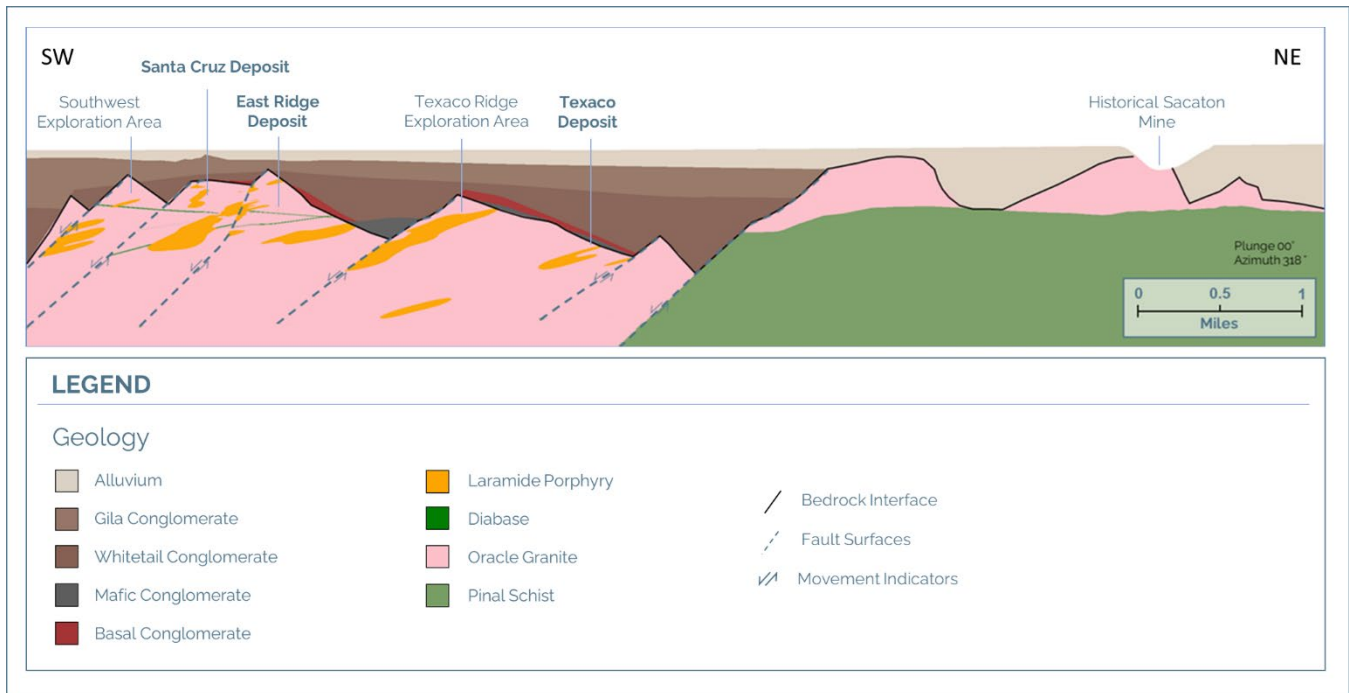 SW
NE
Santa Cruz Deposit
Southwest
Exploration Area
East Ridge
Deposit
Texaco Ridge
Exploration Area
Texaco
Deposit
Historical Sacaton
Mine
Plunge 00°
Azimuth 318°
0 0.5 1
Miles
LEGEND
Geology
Alluvium
Gila Conglomerate
Whitetail Conglomerate
Mafic Conglomerate
Basal Conglomerate
Laramide Porphyry
Diabase
Oracle Granite
Pinal Schist
Bedrock Interface
Fault Surfaces
Movement Indicators